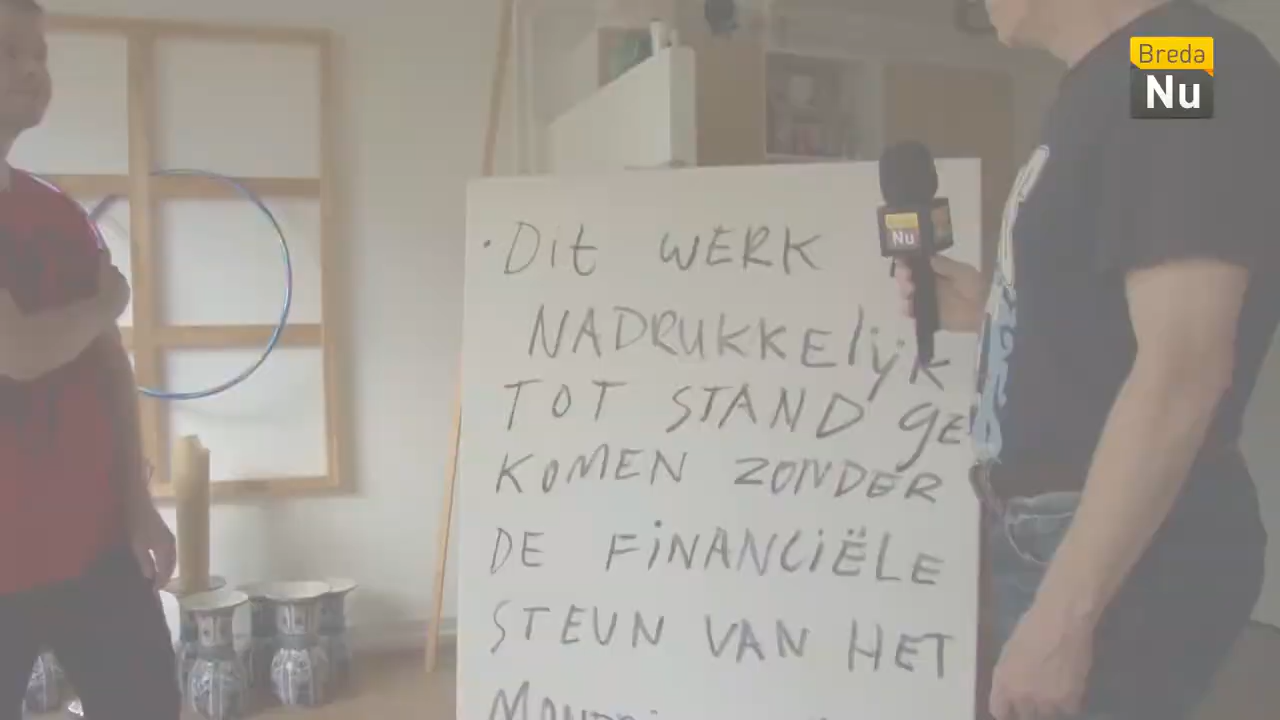 Breda
Nu
· Dit WERK
NADRUKKElijk
TOT STAND GE
KOMEN ZONDER
DE FiNANCiËLE
STEUN VAN HET
Nu